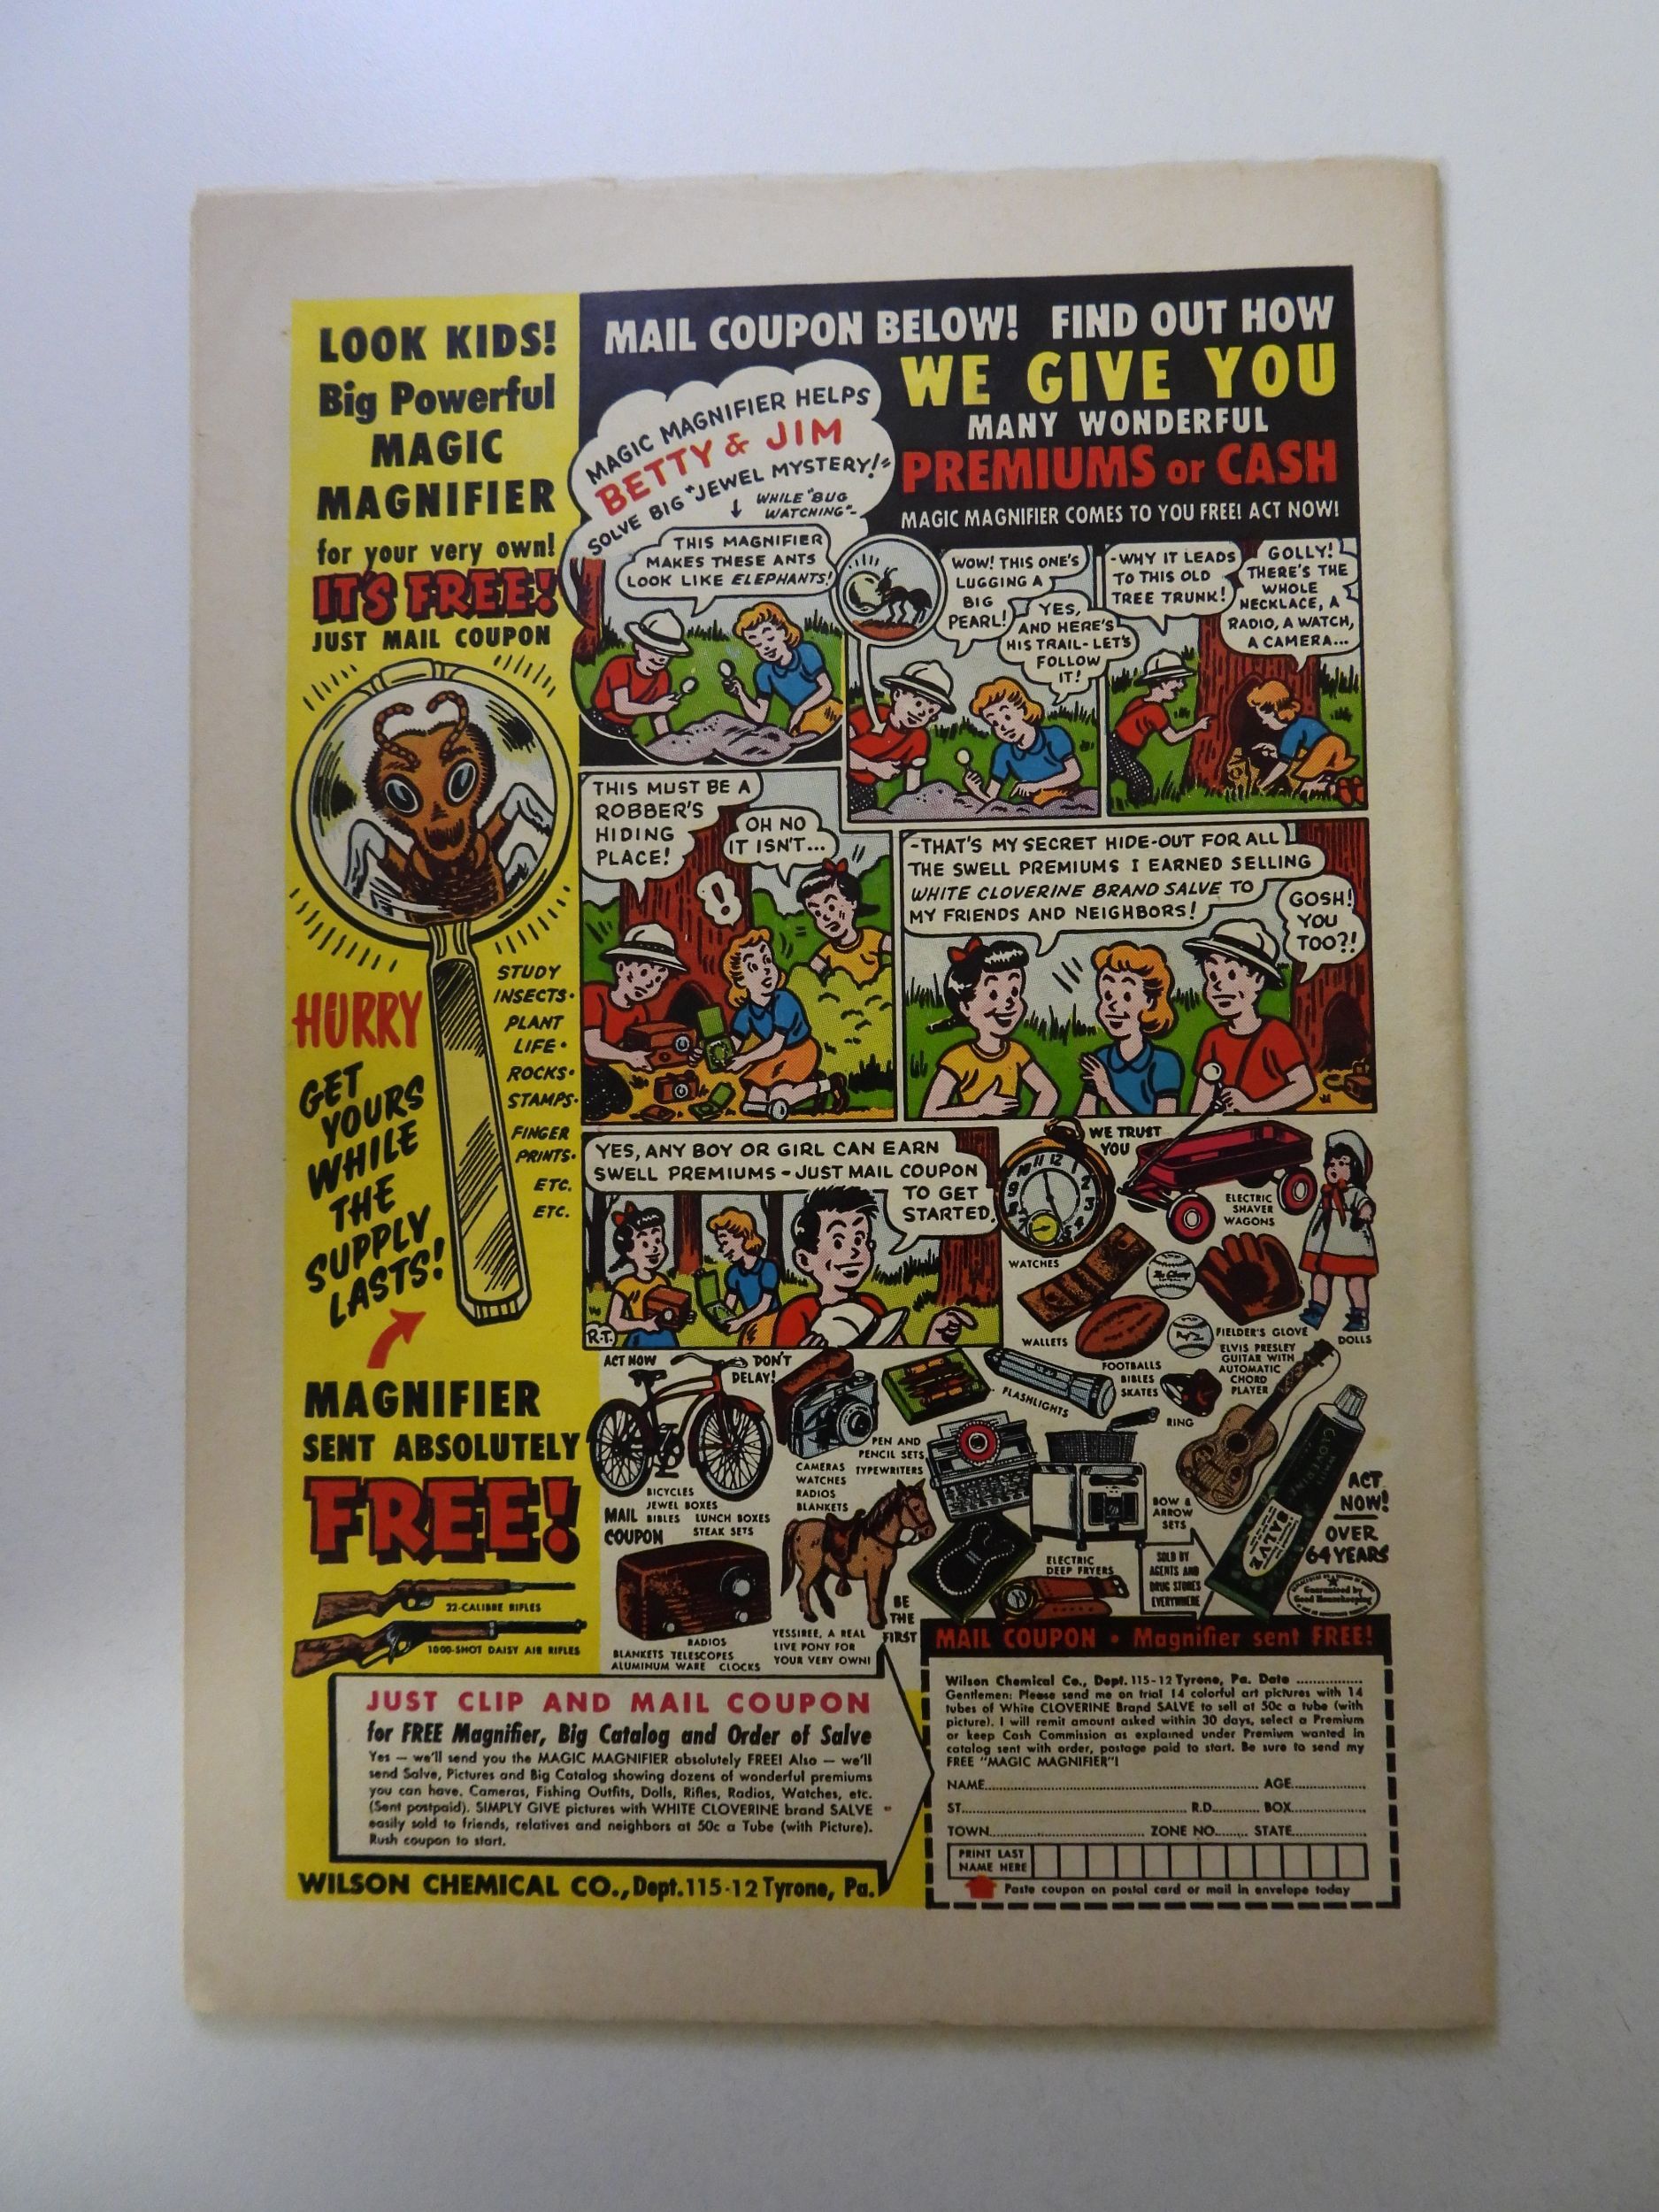 LOOK KIDS!
Big Powerful
MAGIC
MAGNIFIER
for your very own!
IT'S FREE!
JUST MAIL COUPON
HURRY
GET
YOURS
WHILE
THE
SUPPLY
LASTS!
STUDY
INSECTS·
PLANT
LIFE·
ROCKS·
STAMPS·
FINGER
PRINTS·
ETC.
ETC.
MAGNIFIER
SENT ABSOLUTELY
FREE!
22-CALIBRE RIFLES
1000-SHOT DAISY AIR RIFLES
MAIL COUPON BELOW! FIND OUT HOW
WE GIVE YOU
MANY WONDERFUL
PREMIUMS or CASH
MAGIC MAGNIFIER COMES TO YOU FREE! ACT NOW!
MAGIC MAGNIFIER HELPS
BETTY & JIM
SOLVE BIG "JEWEL MYSTERY!"
WHILE "BUG
WATCHING"-
THIS MAGNIFIER
MAKES THESE ANTS
LOOK LIKE ELEPHANTS!
WOW! THIS ONE'S
LUGGING A
BIG
PEARL!
YES,
AND HERE'S
HIS TRAIL-LET'S
FOLLOW
IT!
-WHY IT LEADS
TO THIS OLD
TREE TRUNK!
GOLLY!
THERE'S THE
WHOLE
NECKLACE, A
RADIO, A WATCH,
A CAMERA...
THIS MUST BE A
ROBBER'S
HIDING
PLACE!
OH NO
IT ISN'T...
!
-THAT'S MY SECRET HIDE-OUT FOR ALL
THE SWELL PREMIUMS I EARNED SELLING
WHITE CLOVERINE BRAND SALVE TO
MY FRIENDS AND NEIGHBORS!
GOSH!
YOU
TOO?!
YES, ANY BOY OR GIRL CAN EARN
SWELL PREMIUMS-JUST MAIL COUPON
TO GET
STARTED.
R.T.
WE TRUST
YOU
ELECTRIC
SHAVER
WAGONS
WATCHES
WALLETS
FIELDER'S GLOVE
DOLLS
FOOTBALLS
BIBLES
SKATES
ELVIS PRESLEY
GUITAR WITH
AUTOMATIC
CHORD
PLAYER
RING
FLASHLIGHTS
ACT NOW
DON'T
DELAY!
PEN AND
PENCIL SETS
TYPEWRITERS
CAMERAS
WATCHES
RADIOS
BLANKETS
BICYCLES
JEWEL BOXES
BIBLES LUNCH BOXES
STEAK SETS
MAIL
COUPON
BOW &
ARROW
SETS
ELECTRIC
DEEP FRYERS
SOLD BY
AGENTS AND
DRUG STORES
EVERYWHERE
CLOVERINE
SALVE
ACT
NOW!
OVER
64 YEARS
Guaranteed by
Good Housekeeping
BE
THE
FIRST
RADIOS
BLANKETS TELESCOPES
ALUMINUM WARE CLOCKS
YESSIREE, A REAL
LIVE PONY FOR
YOUR VERY OWN!
JUST CLIP AND MAIL COUPON
for FREE Magnifier, Big Catalog and Order of Salve
Yes — we'll send you the MAGIC MAGNIFIER absolutely FREE! Also — we'll
send Salve, Pictures and Big Catalog showing dozens of wonderful premiums
you can have. Cameras, Fishing Outfits, Dolls, Rifles, Radios, Watches, etc.
(Sent postpaid). SIMPLY GIVE pictures with WHITE CLOVERINE brand SALVE
easily sold to friends, relatives and neighbors at 50c a Tube (with Picture).
Rush coupon to start.
WILSON CHEMICAL CO., Dept. 115-12 Tyrone, Pa.
MAIL COUPON • Magnifier sent FREE!
Wilson Chemical Co., Dept. 115-12 Tyrone, Pa. Date
Gentlemen: Please send me on trial 14 colorful art pictures with 14
tubes of White CLOVERINE Brand SALVE to sell at 50c a tube (with
picture). I will remit amount asked within 30 days, select a Premium
or keep Cash Commission as explained under Premium wanted in
catalog sent with order, postage paid to start. Be sure to send my
FREE "MAGIC MAGNIFIER"!
NAME AGE
ST. R.D. BOX
TOWN ZONE NO. STATE
PRINT LAST
NAME HERE
Paste coupon on postal card or mail in envelope today